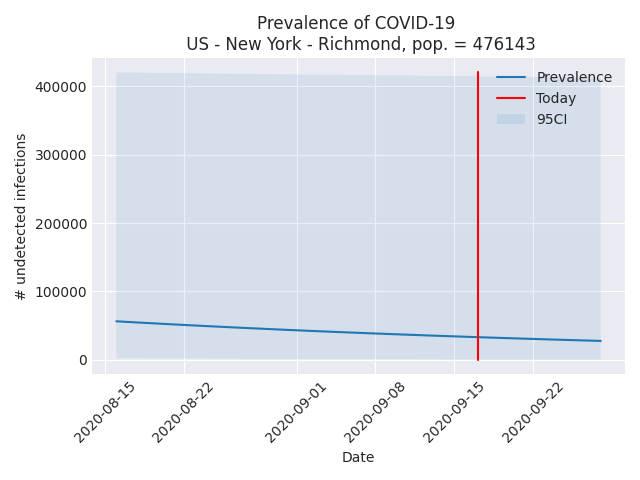 Prevalence of COVID-19
US - New York - Richmond, pop. = 476143
Prevalence
Today
95CI
# undetected infections
400000
300000
200000
100000
0
2020-08-15
2020-08-22
2020-09-01
2020-09-08
2020-09-15
2020-09-22
Date